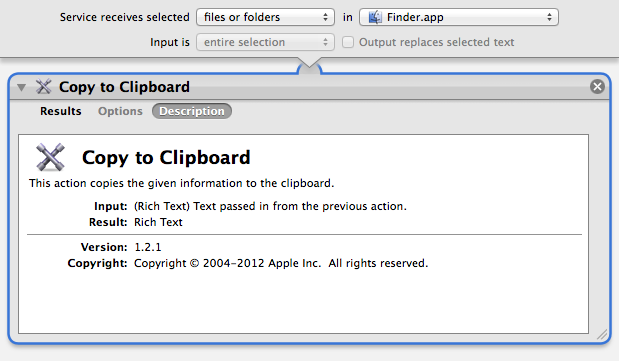 Service receives selected files or folders in Finder.app
Input is entire selection Output replaces selected text
Copy to Clipboard
Results Options Description
Copy to Clipboard
This action copies the given information to the clipboard.
Input: (Rich Text) Text passed in from the previous action.
Result: Rich Text
Version: 1.2.1
Copyright: Copyright © 2004–2012 Apple Inc.  All rights reserved.